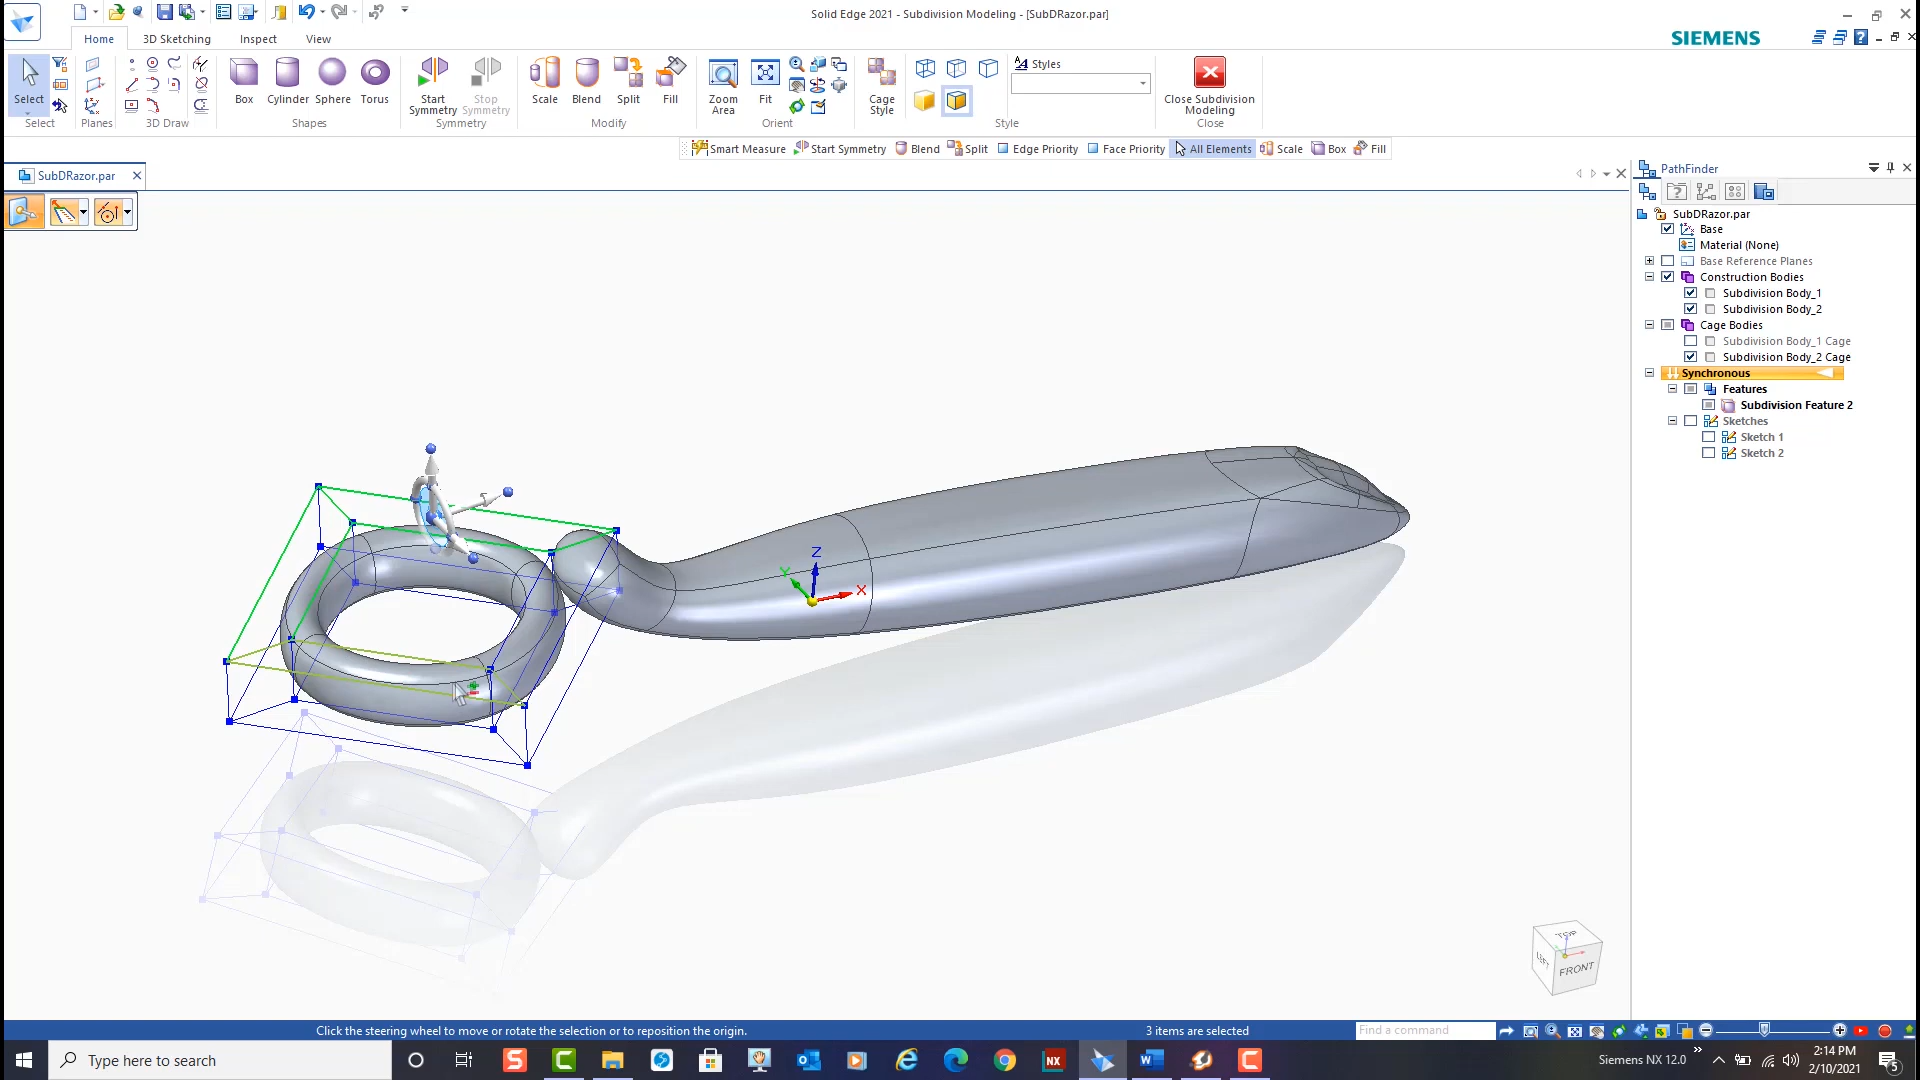 Solid Edge 2021 - Subdivision Modeling - [SubDRazor.par]
Home 3D Sketching Inspect View
SIEMENS
Select Box Cylinder Sphere Torus Start Symmetry Stop Symmetry Scale Blend Split Fill Zoom Area Fit Cage Style Styles Close Subdivision Modeling
Select Planes 3D Draw Shapes Symmetry Modify Orient Style Close
Smart Measure Start Symmetry Blend Split Edge Priority Face Priority All Elements Scale Box Fill
SubDRazor.par
PathFinder
SubDRazor.par
Base
Material (None)
Base Reference Planes
Construction Bodies
Subdivision Body_1
Subdivision Body_2
Cage Bodies
Subdivision Body_1 Cage
Subdivision Body_2 Cage
Synchronous
Features
Subdivision Feature 2
Sketches
Sketch 1
Sketch 2
Z
Y
X
TOP
LEFT
FRONT
Click the steering wheel to move or rotate the selection or to reposition the origin. 3 items are selected Find a command
Type here to search
NX
Siemens NX 12.0
2:14 PM
2/10/2021
5